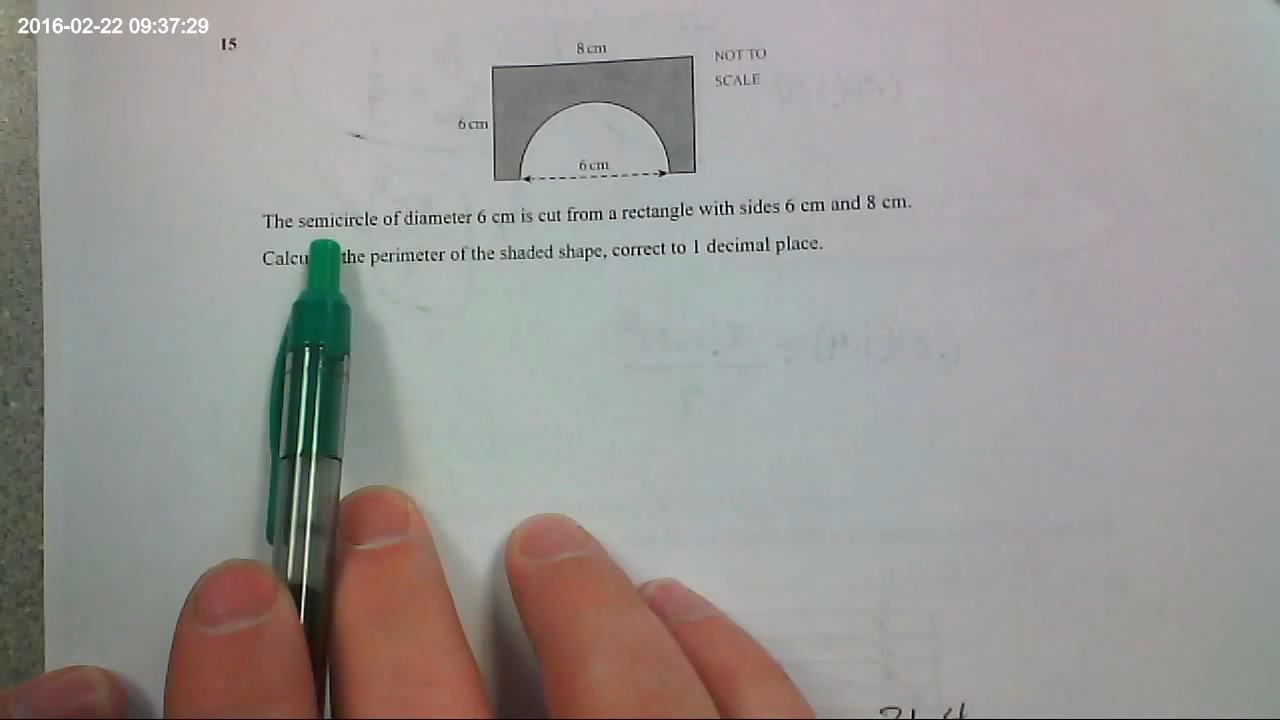 2016-02-22 09:37:29
15
8 cm
NOT TO
SCALE
6 cm
6 cm
The semicircle of diameter 6 cm is cut from a rectangle with sides 6 cm and 8 cm.
the perimeter of the shaded shape, correct to 1 decimal place.